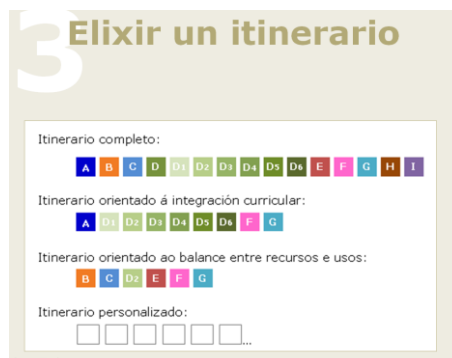 3
Elixir un itinerario
Itinerario completo:
A B C D D1 D2 D3 D4 D5 D6 E F G H I
Itinerario orientado á integración curricular:
A D1 D2 D3 D4 D5 D6 F G
Itinerario orientado ao balance entre recursos e usos:
B C D2 E F G
Itinerario personalizado:
...